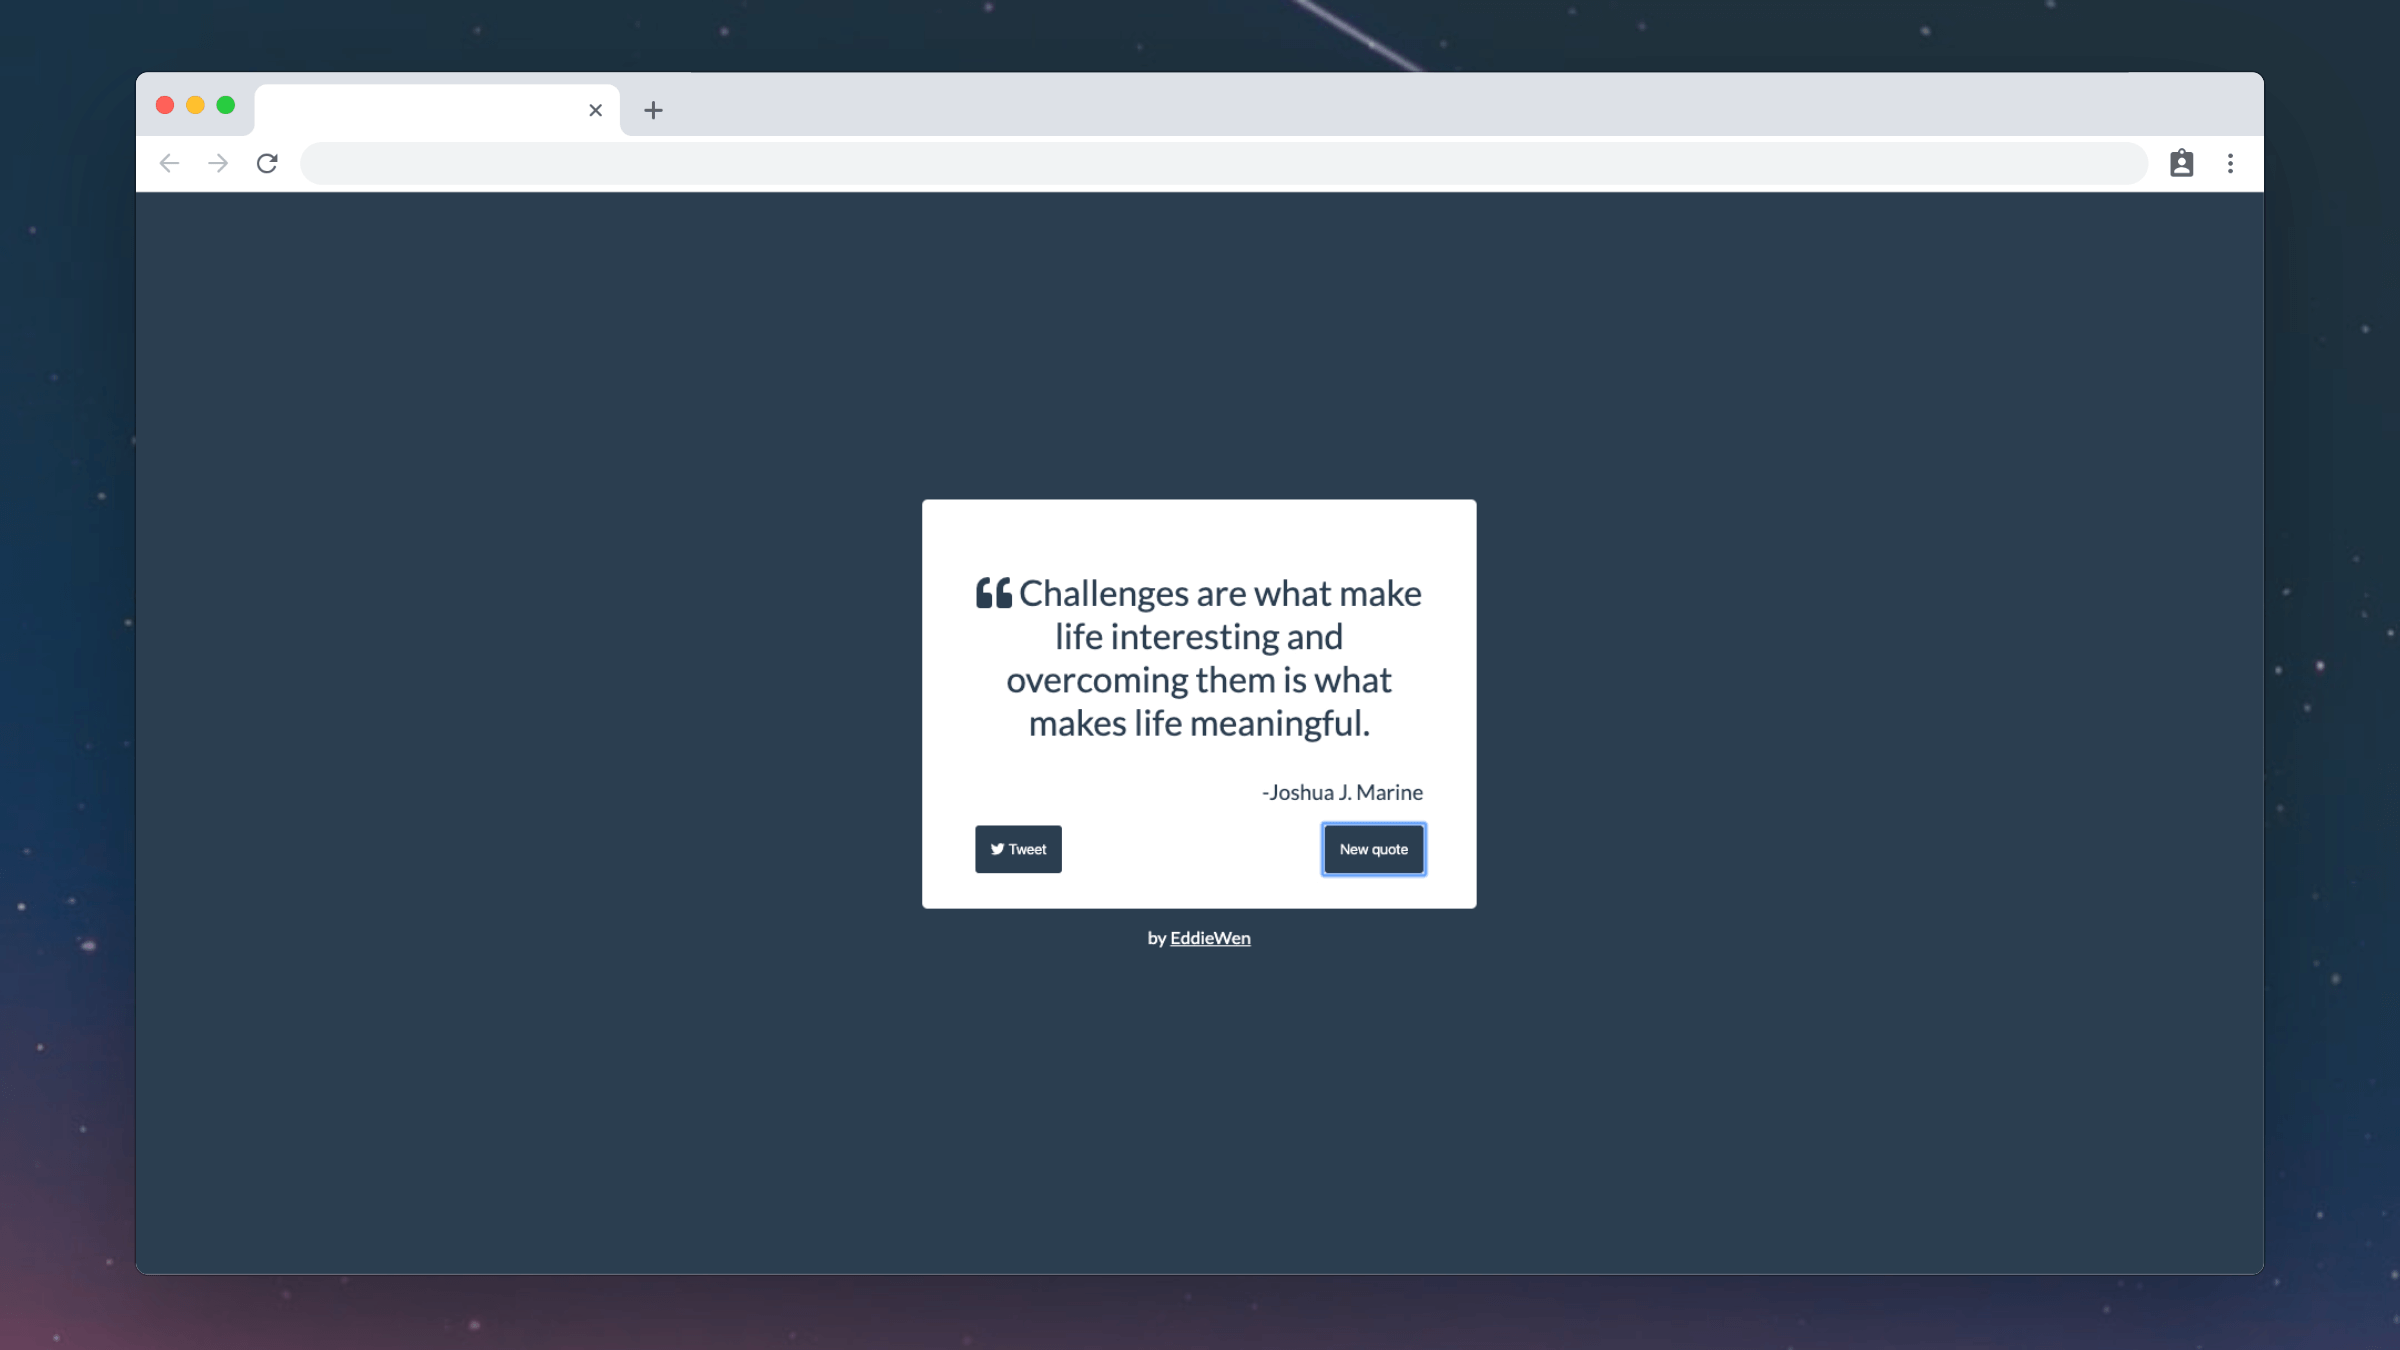 Challenges are what make
life interesting and
overcoming them is what
makes life meaningful.
-Joshua J. Marine
Tweet
New quote
by EddieWen